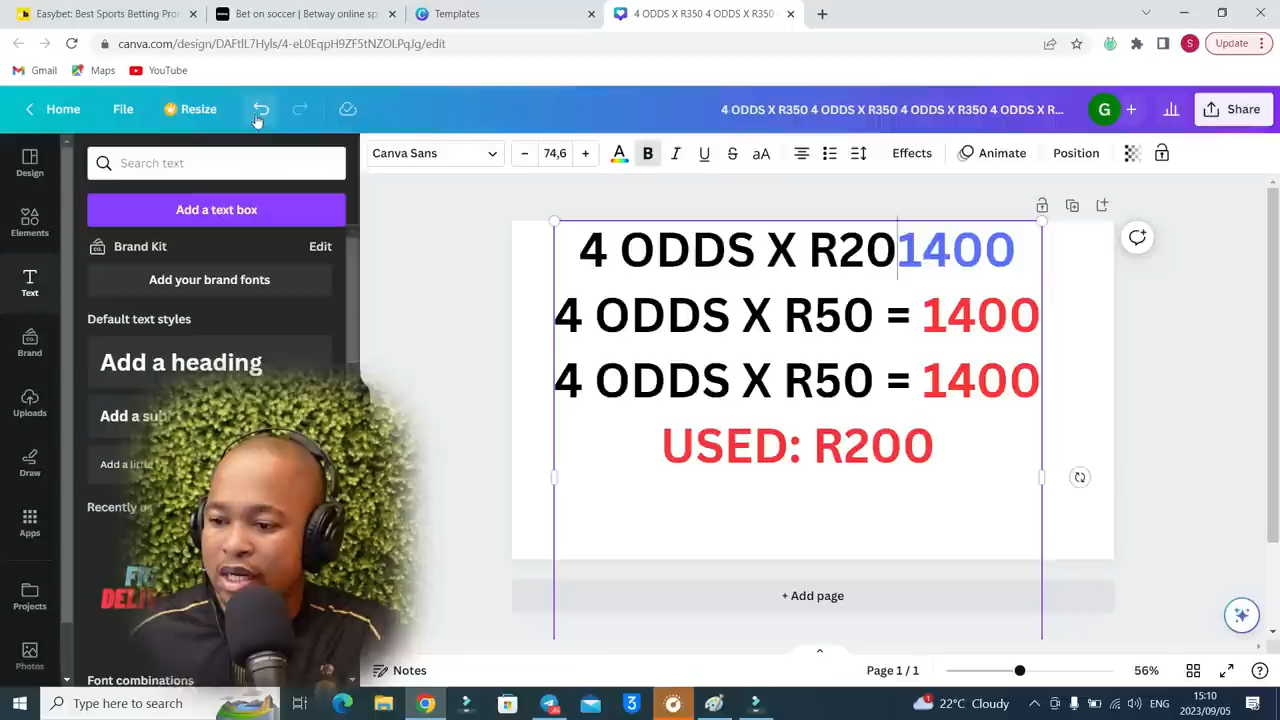 Easybet: Best Sports Betting Pro
Bet on soccer | Betway online sp
Templates
4 ODDS X R350 4 ODDS X R350
canva.com/design/DAFtIL7Hyls/4-eL0EqpH9ZF5tNZOLPqJg/edit
S
Update
Gmail
Maps
YouTube
Home
File
Resize
4 ODDS X R350 4 ODDS X R350 4 ODDS X R350 4 ODDS X R...
G
Share
Canva Sans
74,6
A
B
I
U
S
aA
Effects
Animate
Position
Design
Elements
Text
Brand
Uploads
Draw
Apps
Projects
Photos
Search text
Add a text box
Brand Kit
Edit
Add your brand fonts
Default text styles
Add a heading
Add a sub
Add a little
Recently
Font combinations
4 ODDS X R201400
4 ODDS X R50 = 1400
4 ODDS X R50 = 1400
USED: R200
+ Add page
Notes
Page 1 / 1
56%
Type here to search
22°C Cloudy
ENG
15:10
2023/09/05